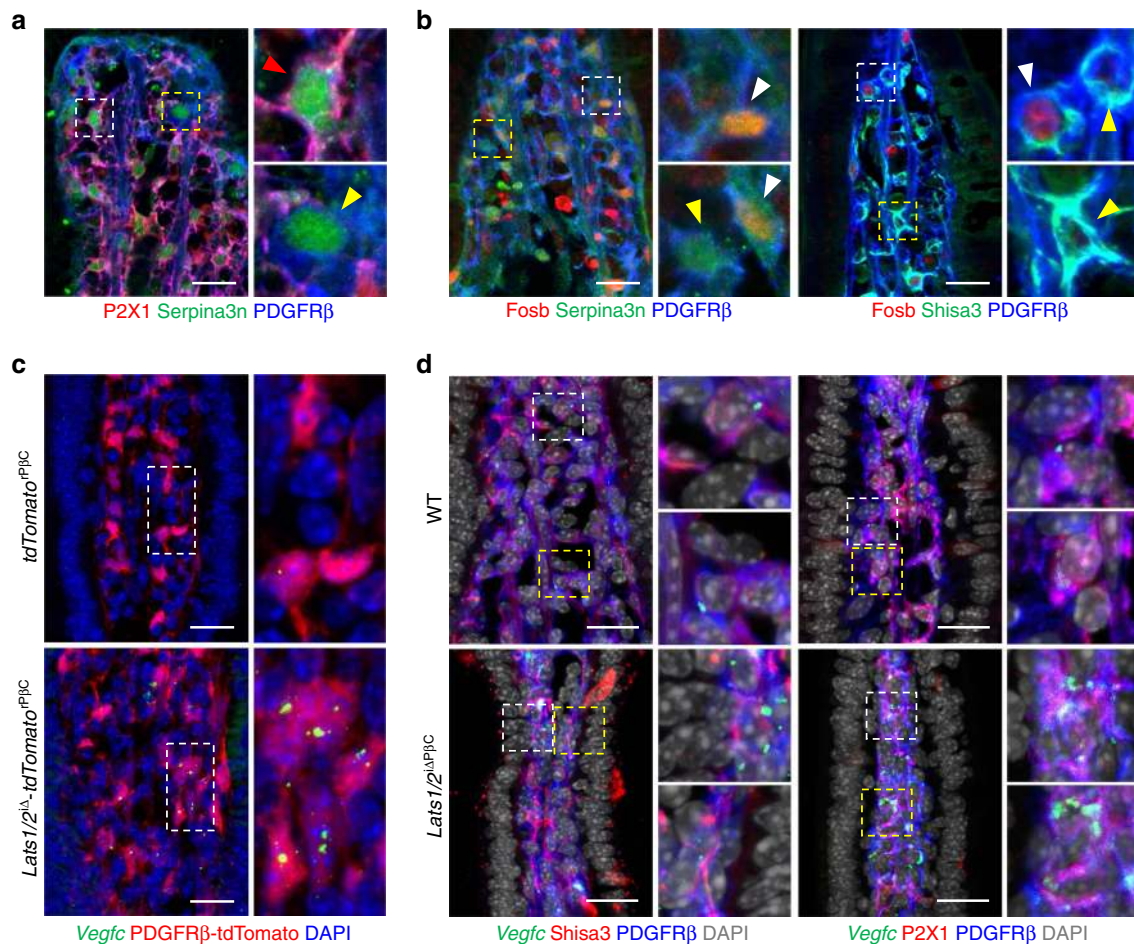 a
b
P2X1 Serpina3n PDGFRβ
Fosb Serpina3n PDGFRβ
Fosb Shisa3 PDGFRβ
c
d
tdTomato^rPβC
WT
Lats1/2^iΔ-tdTomato^rPβC
Lats1/2^iΔPβC
Vegfc PDGFRβ-tdTomato DAPI
Vegfc Shisa3 PDGFRβ DAPI
Vegfc P2X1 PDGFRβ DAPI